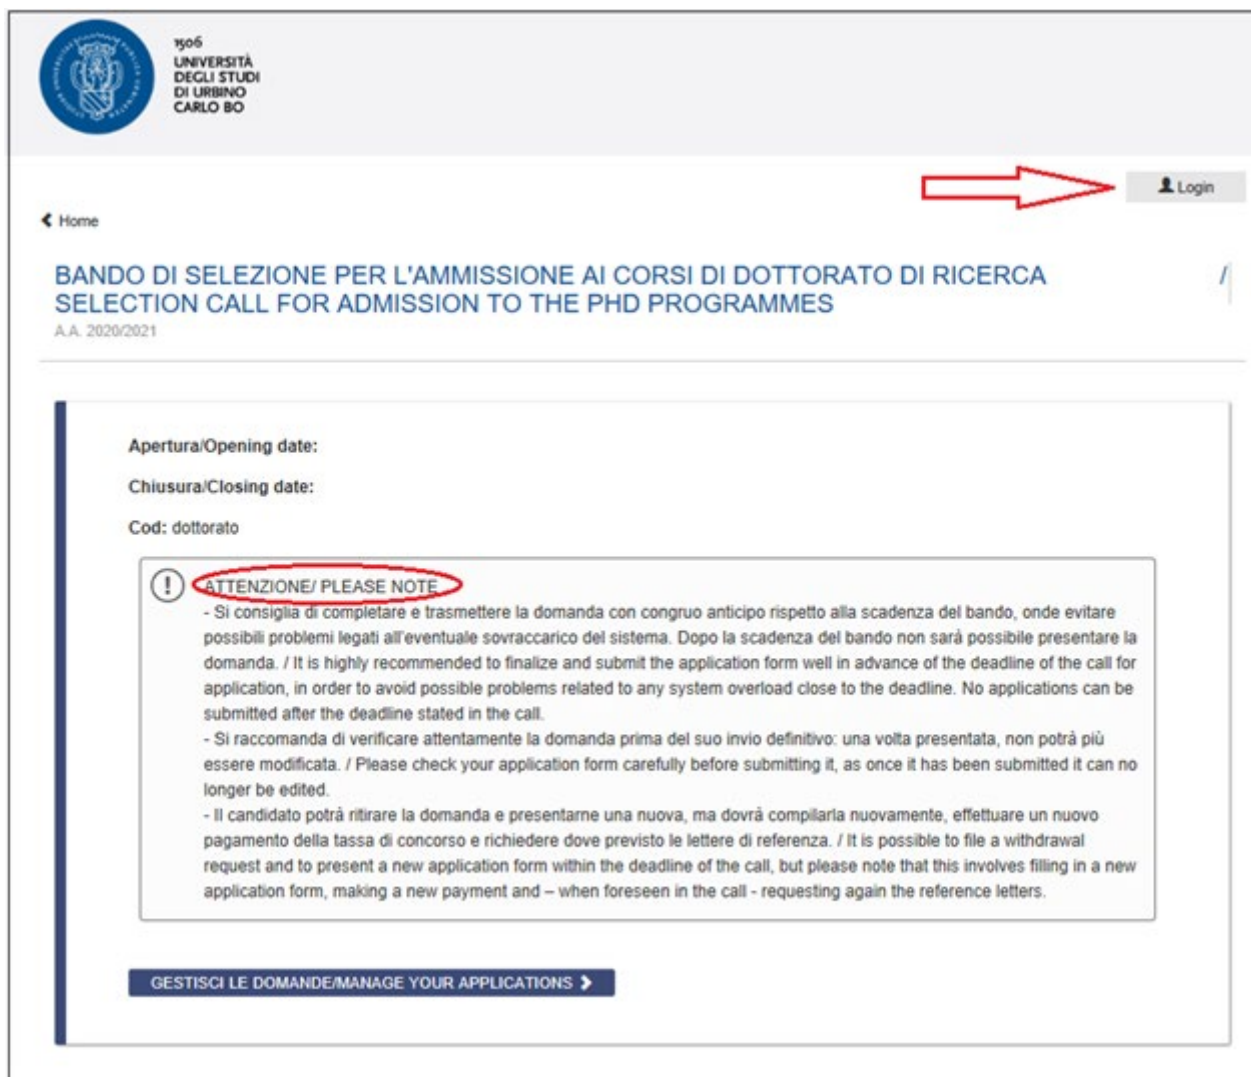 1506
UNIVERSITÀ
DEGLI STUDI
DI URBINO
CARLO BO
Login
Home
BANDO DI SELEZIONE PER L'AMMISSIONE AI CORSI DI DOTTORATO DI RICERCA /
SELECTION CALL FOR ADMISSION TO THE PHD PROGRAMMES
A.A. 2020/2021
Apertura/Opening date:
Chiusura/Closing date:
Cod: dottorato
ATTENZIONE/ PLEASE NOTE
- Si consiglia di completare e trasmettere la domanda con congruo anticipo rispetto alla scadenza del bando, onde evitare
possibili problemi legati all'eventuale sovraccarico del sistema. Dopo la scadenza del bando non sarà possibile presentare la
domanda. / It is highly recommended to finalize and submit the application form well in advance of the deadline of the call for
application, in order to avoid possible problems related to any system overload close to the deadline. No applications can be
submitted after the deadline stated in the call.
- Si raccomanda di verificare attentamente la domanda prima del suo invio definitivo: una volta presentata, non potrà più
essere modificata. / Please check your application form carefully before submitting it, as once it has been submitted it can no
longer be edited.
- Il candidato potrà ritirare la domanda e presentarne una nuova, ma dovrà compilarla nuovamente, effettuare un nuovo
pagamento della tassa di concorso e richiedere dove previsto le lettere di referenza. / It is possible to file a withdrawal
request and to present a new application form within the deadline of the call, but please note that this involves filling in a new
application form, making a new payment and – when foreseen in the call - requesting again the reference letters.
GESTISCI LE DOMANDE/MANAGE YOUR APPLICATIONS